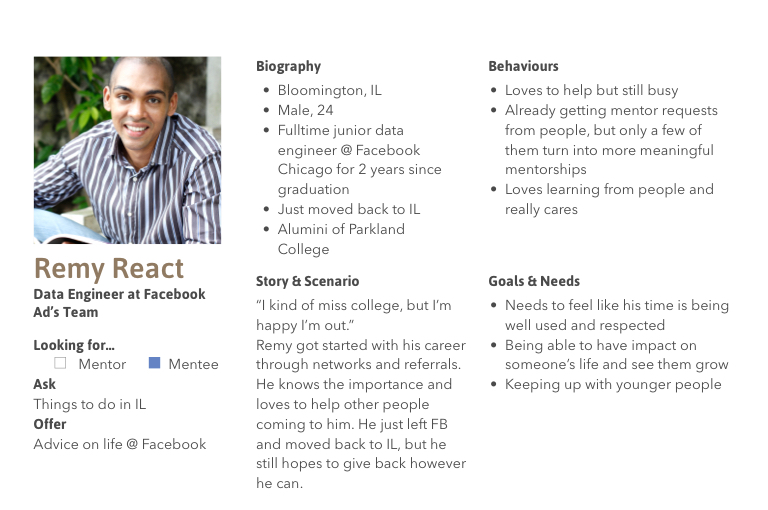 Remy React
Data Engineer at Facebook
Ad's Team
Looking for...
Mentor Mentee
Ask
Things to do in IL
Offer
Advice on life @ Facebook
Biography
• Bloomington, IL
• Male, 24
• Fulltime junior data
engineer @ Facebook
Chicago for 2 years since
graduation
• Just moved back to IL
• Alumini of Parkland
College
Story & Scenario
“I kind of miss college, but I'm
happy I'm out.”
Remy got started with his career
through networks and referrals.
He knows the importance and
loves to help other people
coming to him. He just left FB
and moved back to IL, but he
still hopes to give back however
he can.
Behaviours
• Loves to help but still busy
• Already getting mentor requests
from people, but only a few of
them turn into more meaningful
mentorships
• Loves learning from people and
really cares
Goals & Needs
• Needs to feel like his time is being
well used and respected
• Being able to have impact on
someone's life and see them grow
• Keeping up with younger people